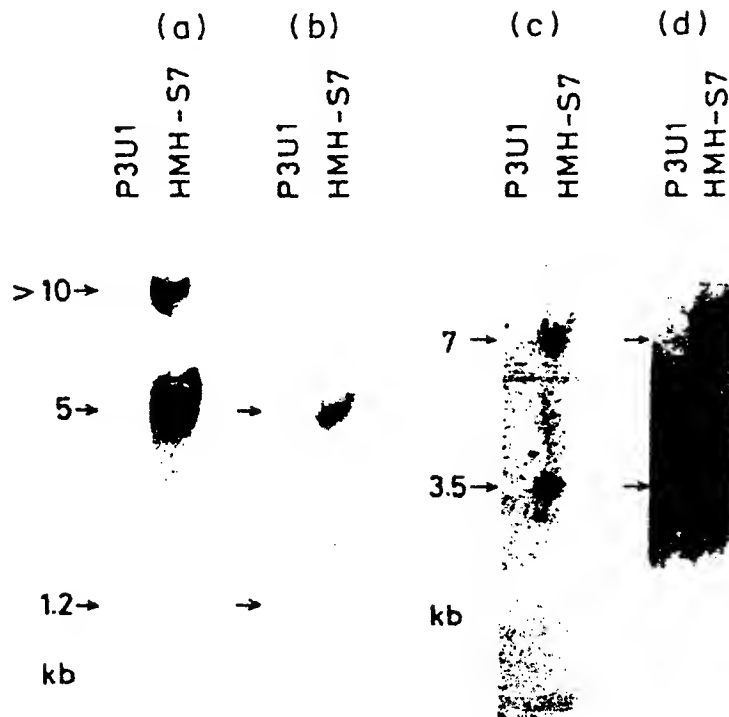 (a) (b) (c) (d)
P3U1 HMH-S7 P3U1 HMH-S7 P3U1 HMH-S7 P3U1 HMH-S7
> 10→
7→ →
5→ →
3.5→ →
1.2→ →
kb
kb